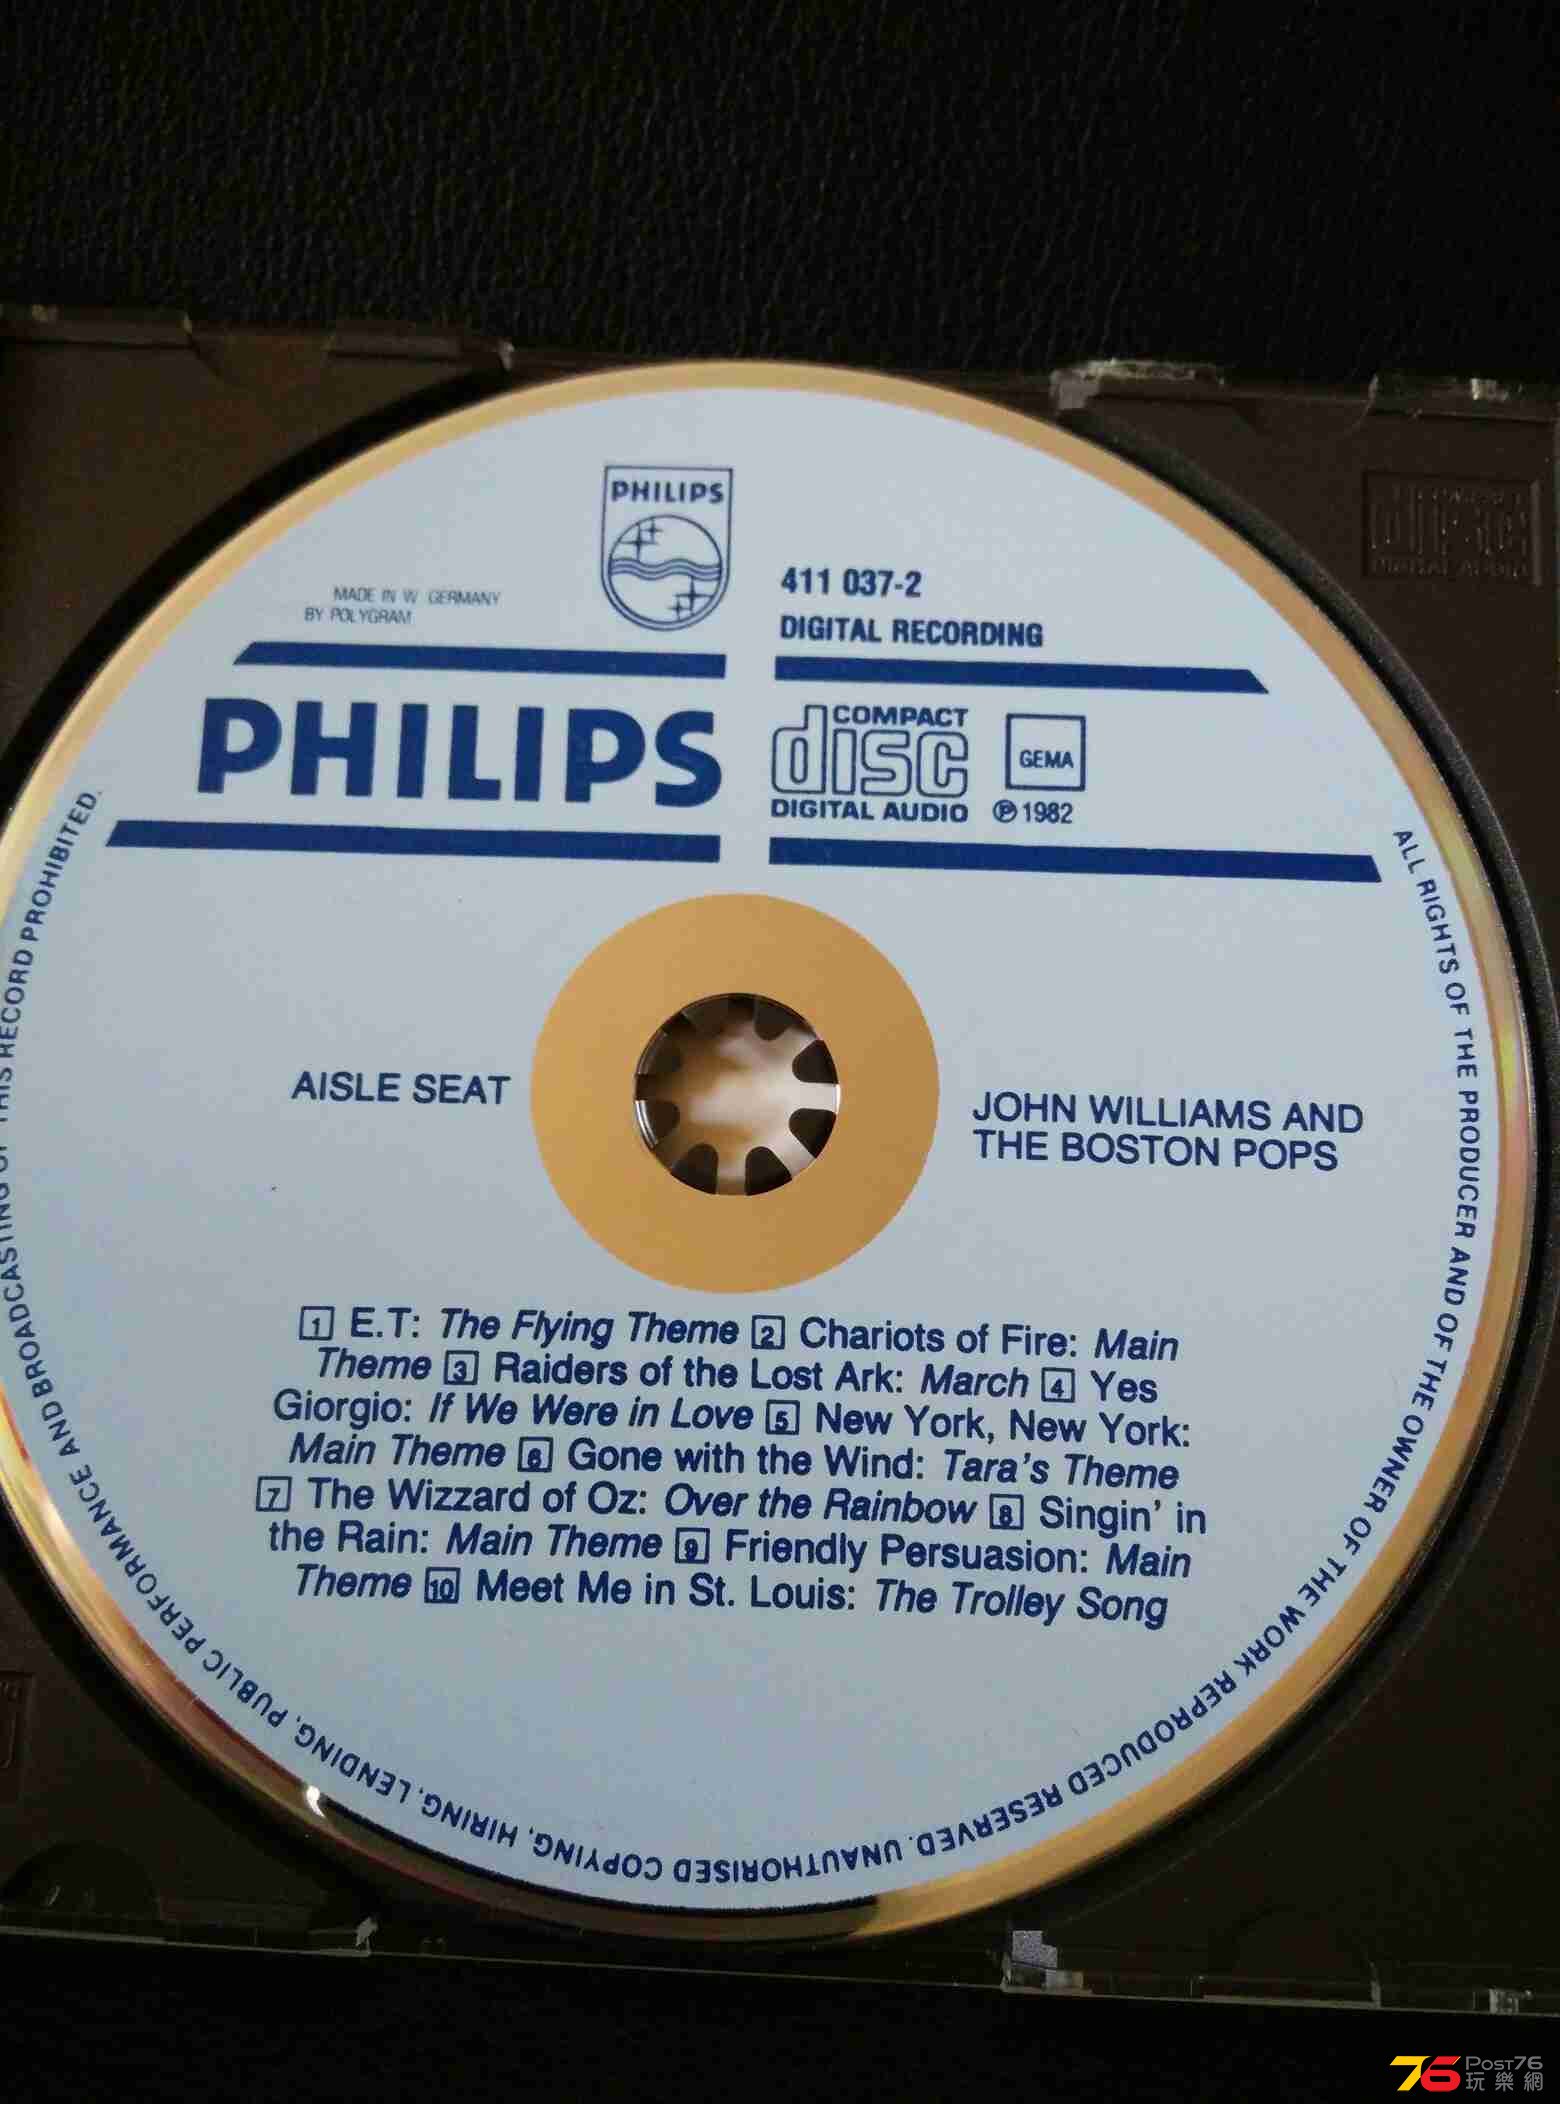 PHILIPS
411 037-2
MADE IN W. GERMANY
BY POLYGRAM
DIGITAL RECORDING
PHILIPS
COMPACT
disc
DIGITAL AUDIO
GEMA
℗ 1982
AISLE SEAT
JOHN WILLIAMS AND
THE BOSTON POPS
1 E.T: The Flying Theme 2 Chariots of Fire: Main
Theme 3 Raiders of the Lost Ark: March 4 Yes
Giorgio: If We Were in Love 5 New York, New York:
Main Theme 6 Gone with the Wind: Tara's Theme
7 The Wizzard of Oz: Over the Rainbow 8 Singin' in
the Rain: Main Theme 9 Friendly Persuasion: Main
Theme 10 Meet Me in St. Louis: The Trolley Song
ALL RIGHTS OF THE PRODUCER AND OF THE OWNER OF THE WORK REPRODUCED RESERVED. UNAUTHORISED COPYING, HIRING, LENDING, PUBLIC PERFORMANCE AND BROADCASTING OF THIS RECORD PROHIBITED.
COMPACT
disc
DIGITAL AUDIO
76 POST76
玩樂網